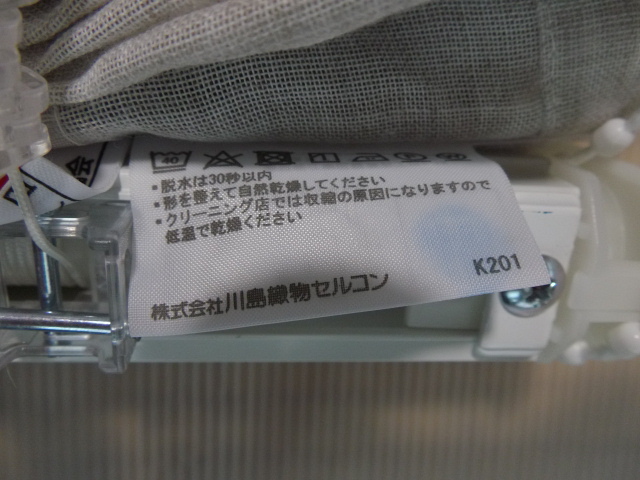 40
・脱水は30秒以内
・形を整えて自然乾燥してください
・クリーニング店では収縮の原因になりますので
低温で乾燥ください
K201
株式会社川島織物セルコン